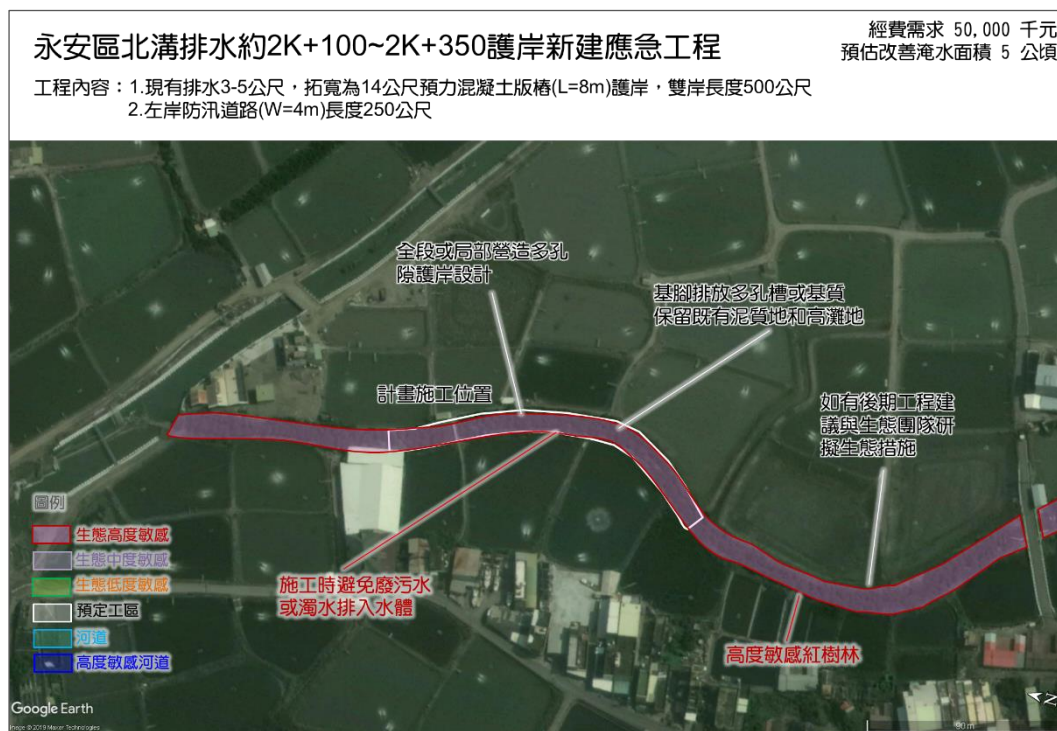 永安區北溝排水約2K+100~2K+350護岸新建應急工程
經費需求 50,000 千元
預估改善淹水面積 5 公頃
工程內容：1.現有排水3-5公尺，拓寬為14公尺預力混凝土版樁(L=8m)護岸，雙岸長度500公尺
2.左岸防汛道路(W=4m)長度250公尺
全段或局部營造多孔
隙護岸設計
基腳排放多孔槽或基質
保留既有泥質地和高灘地
計畫施工位置
如有後期工程建
議與生態團隊研
擬生態措施
圖例
生態高度敏感
生態中度敏感
生態低度敏感
預定工區
河道
高度敏感河道
施工時避免廢污水
或濁水排入水體
高度敏感紅樹林
Google Earth
Image © 2019 Maxar Technologies
N
90 m